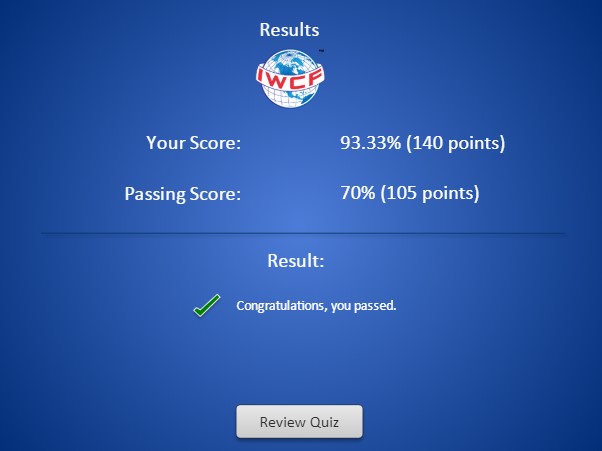 Results
IWCF
™
Your Score: 93.33% (140 points)
Passing Score: 70% (105 points)
Result:
Congratulations, you passed.
Review Quiz